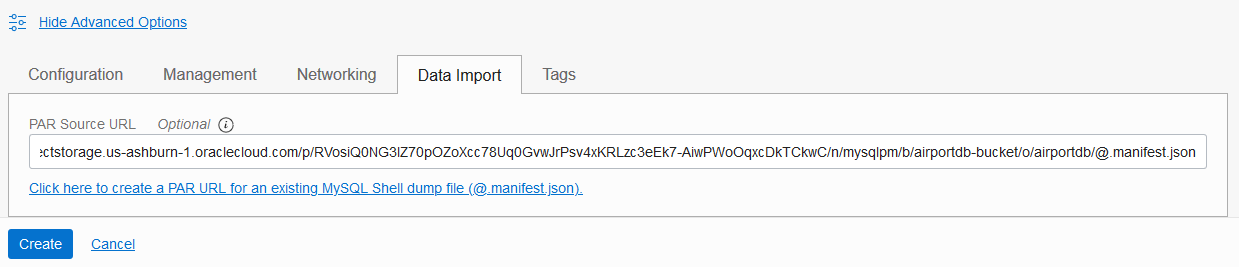 Hide Advanced Options
Configuration Management Networking Data Import Tags
PAR Source URL Optional i
ectstorage.us-ashburn-1.oraclecloud.com/p/RVosiQ0NG3lZ70pOZoXcc78Uq0GvwJrPsv4xKRLzc3eEk7-AiwPWoOqxcDkTCkwC/n/mysqlpm/b/airportdb-bucket/o/airportdb/@.manifest.json
Click here to create a PAR URL for an existing MySQL Shell dump file (@.manifest.json).
Create Cancel